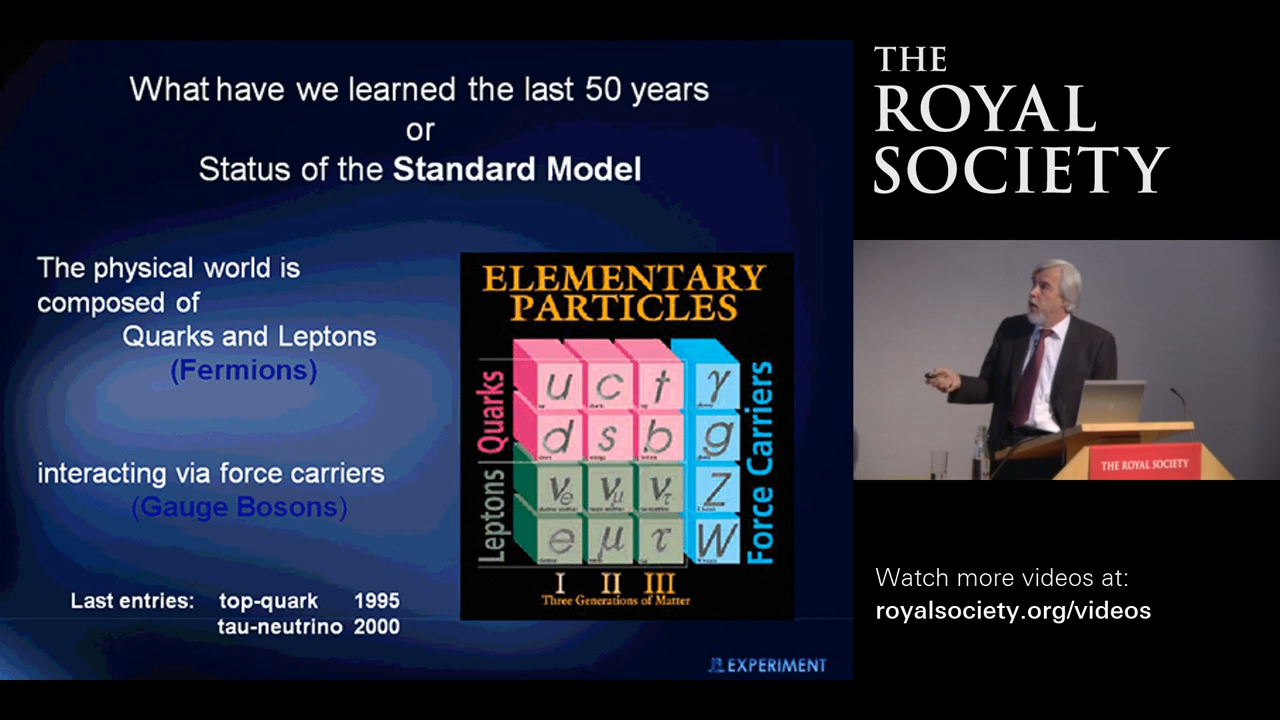 What have we learned the last 50 years
or
Status of the Standard Model
The physical world is
composed of
Quarks and Leptons
(Fermions)
interacting via force carriers
(Gauge Bosons)
Last entries: top-quark 1995
tau-neutrino 2000
ELEMENTARY
PARTICLES
Quarks
Leptons
Force Carriers
u c t γ
d s b g
νe νμ ντ Z
e μ τ W
I II III
Three Generations of Matter
EXPERIMENT
THE
ROYAL
SOCIETY
THE ROYAL SOCIETY
Watch more videos at:
royalsociety.org/videos